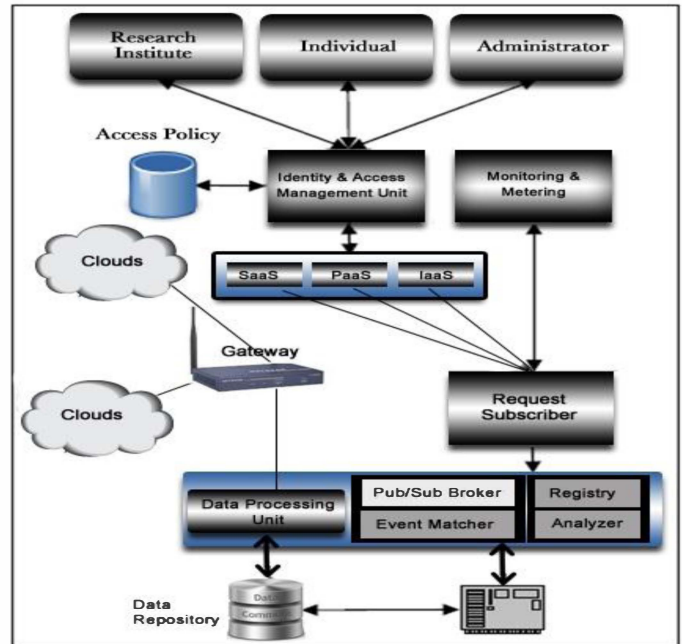 Research
Institute
Individual
Administrator
Access Policy
Identity & Access
Management Unit
Monitoring &
Metering
Clouds
SaaS
PaaS
IaaS
Gateway
Clouds
Request
Subscriber
Data Processing
Unit
Pub/Sub Broker
Registry
Event Matcher
Analyzer
Data
Repository
Data